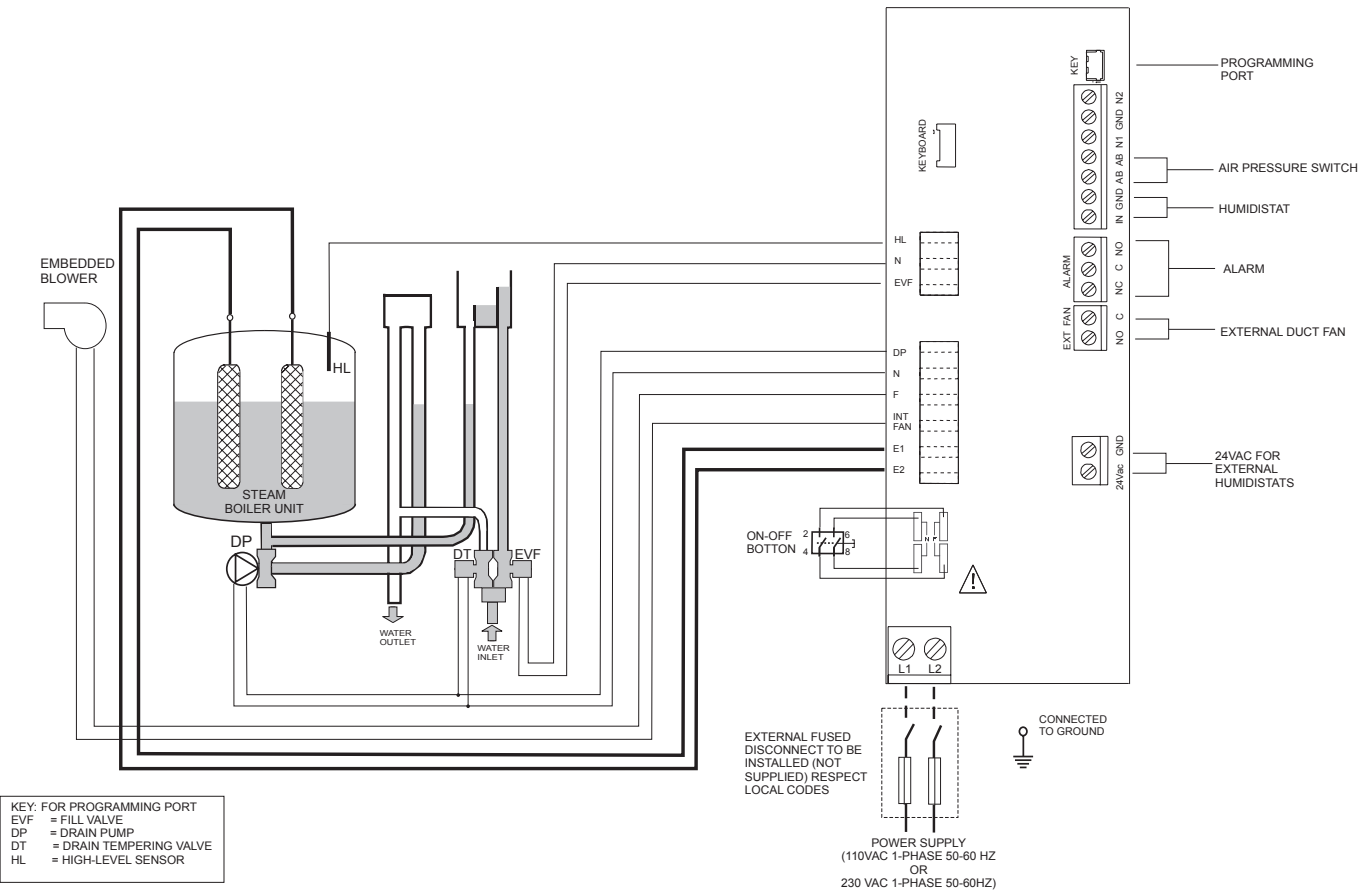 KEY
PROGRAMMING
PORT
N2
GND
N1
AB
AB
GND
IN
KEYBOARD
AIR PRESSURE SWITCH
HUMIDISTAT
HL
N
EVF
ALARM
NO
C
NC
ALARM
EXT FAN
C
NO
EXTERNAL DUCT FAN
EMBEDDED
BLOWER
HL
DP
N
F
INT
FAN
E1
E2
GND
24Vac
24VAC FOR
EXTERNAL
HUMIDISTATS
STEAM
BOILER UNIT
DP
DT
EVF
WATER
OUTLET
WATER
INLET
ON-OFF
BOTTON
2
6
4
8
N F
L1
L2
CONNECTED
TO GROUND
EXTERNAL FUSED
DISCONNECT TO BE
INSTALLED (NOT
SUPPLIED) RESPECT
LOCAL CODES
POWER SUPPLY
(110VAC 1-PHASE 50-60 HZ
OR
230 VAC 1-PHASE 50-60HZ)
KEY: FOR PROGRAMMING PORT
EVF = FILL VALVE
DP = DRAIN PUMP
DT = DRAIN TEMPERING VALVE
HL = HIGH-LEVEL SENSOR